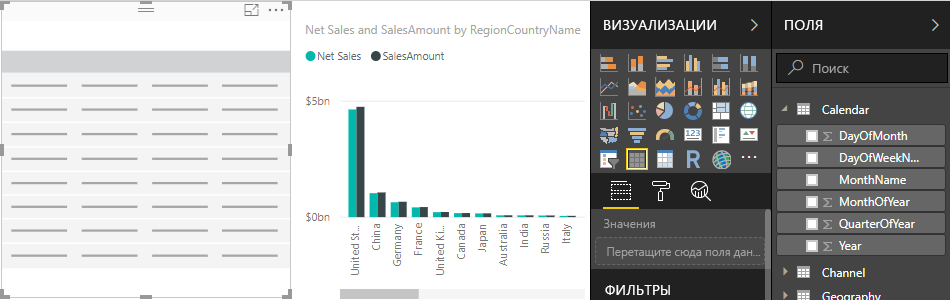 Net Sales and SalesAmount by RegionCountryName
Net Sales SalesAmount
$5bn
$0bn
United St...
China
Germany
France
United Ki...
Canada
Japan
Australia
India
Russia
Italy
ВИЗУАЛИЗАЦИИ
123
R
Значения
Перетащите сюда поля дан...
ФИЛЬТРЫ
ПОЛЯ
Поиск
Calendar
Σ DayOfMonth
DayOfWeekN...
MonthName
Σ MonthOfYear
Σ QuarterOfYear
Σ Year
Channel
Geography